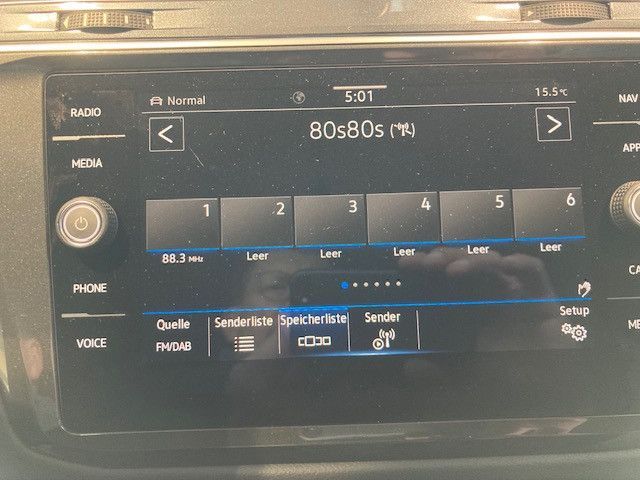 RADIO
MEDIA
PHONE
VOICE
Normal
5:01
15.5°C
80s80s
1
2
3
4
5
6
88.3 MHz
Leer
Leer
Leer
Leer
Leer
Quelle
FM/DAB
Senderliste
Speicherliste
Sender
Setup
NAV